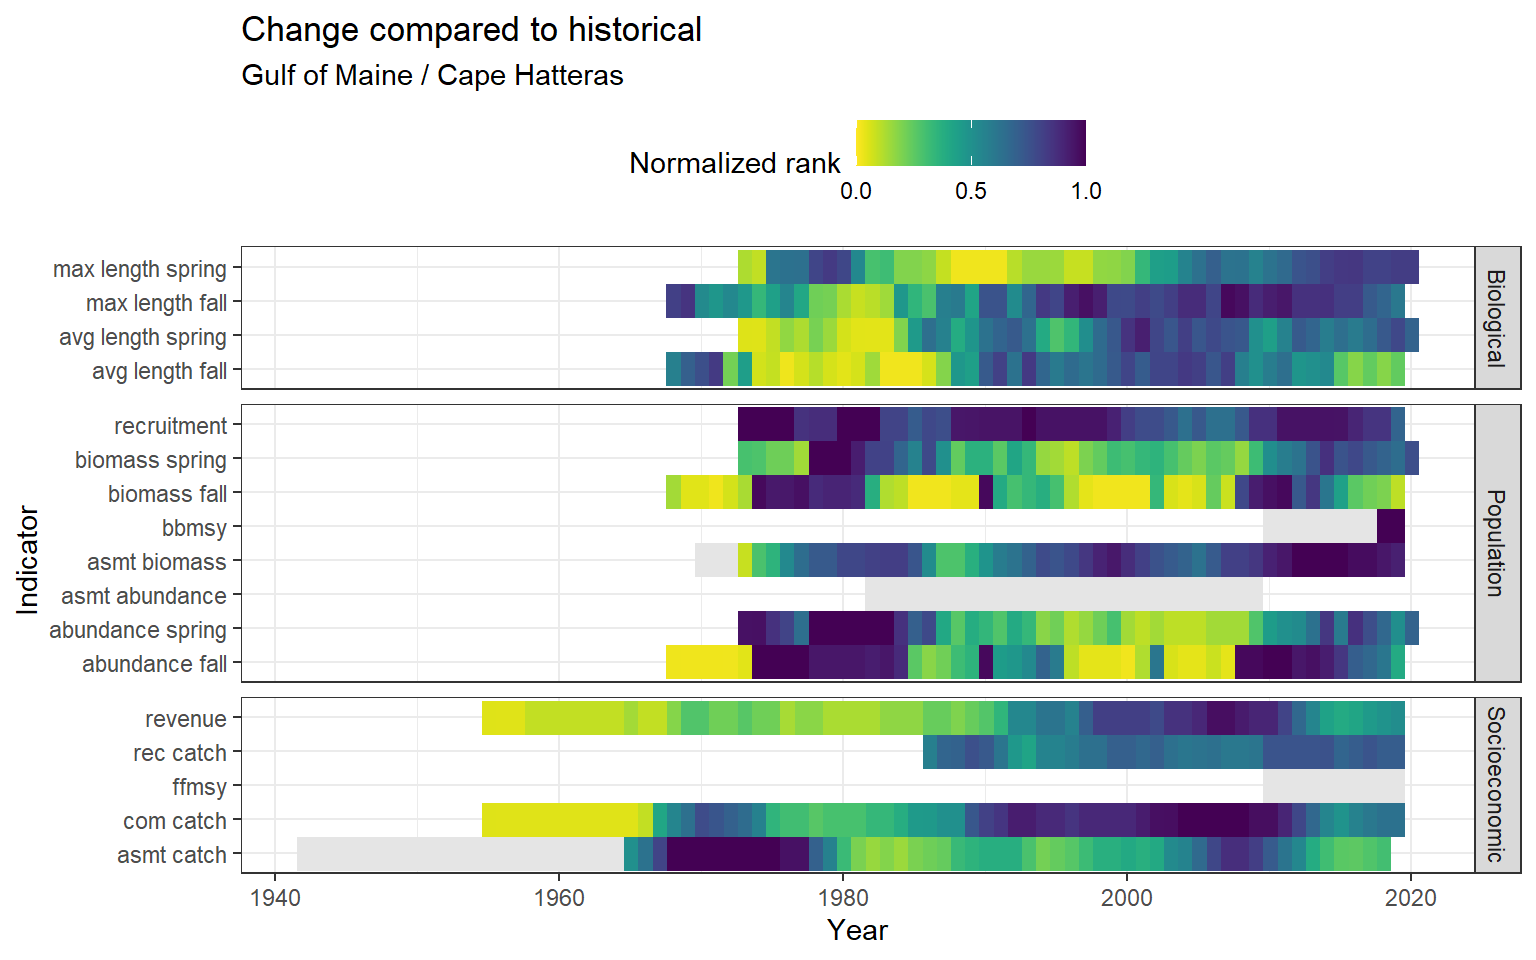 Change compared to historical
Gulf of Maine / Cape Hatteras
Normalized rank
0.0 0.5 1.0
max length spring
max length fall
avg length spring
avg length fall
Biological
recruitment
biomass spring
biomass fall
bbmsy
asmt biomass
asmt abundance
abundance spring
abundance fall
Population
revenue
rec catch
ffmsy
com catch
asmt catch
Socioeconomic
Indicator
1940 1960 1980 2000 2020
Year